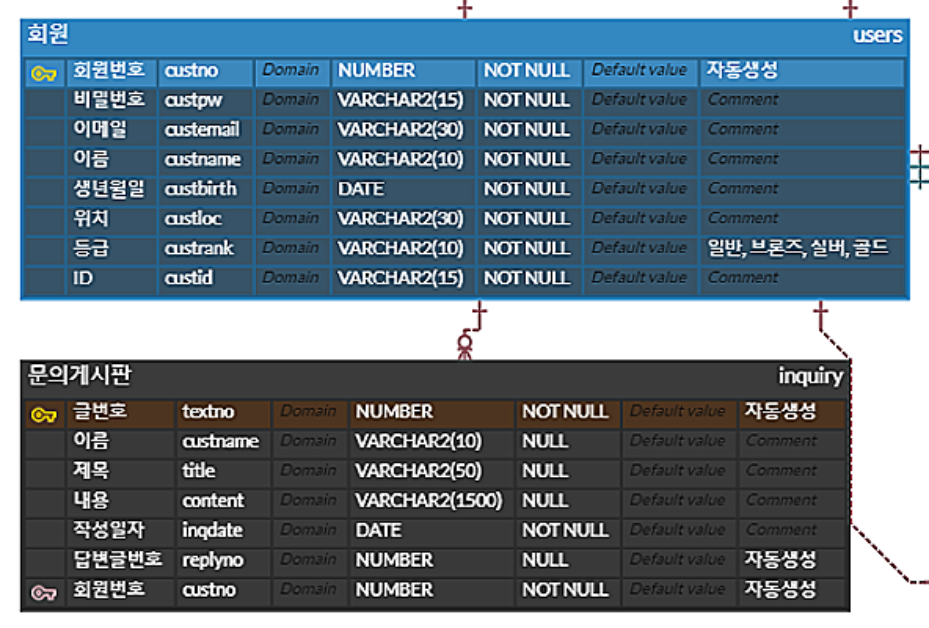 회원 users
회원번호 custno Domain NUMBER NOT NULL Default value 자동생성
비밀번호 custpw Domain VARCHAR2(15) NOT NULL Default value Comment
이메일 custemail Domain VARCHAR2(30) NOT NULL Default value Comment
이름 custname Domain VARCHAR2(10) NOT NULL Default value Comment
생년월일 custbirth Domain DATE NOT NULL Default value Comment
위치 custloc Domain VARCHAR2(30) NOT NULL Default value Comment
등급 custrank Domain VARCHAR2(10) NOT NULL Default value 일반, 브론즈, 실버, 골드
ID custid Domain VARCHAR2(15) NOT NULL Default value Comment
문의게시판 inquiry
글번호 textno Domain NUMBER NOT NULL Default value 자동생성
이름 custname Domain VARCHAR2(10) NULL Default value Comment
제목 title Domain VARCHAR2(50) NULL Default value Comment
내용 content Domain VARCHAR2(1500) NULL Default value Comment
작성일자 inqdate Domain DATE NOT NULL Default value Comment
답변글번호 replyno Domain NUMBER NULL Default value 자동생성
회원번호 custno Domain NUMBER NOT NULL Default value 자동생성